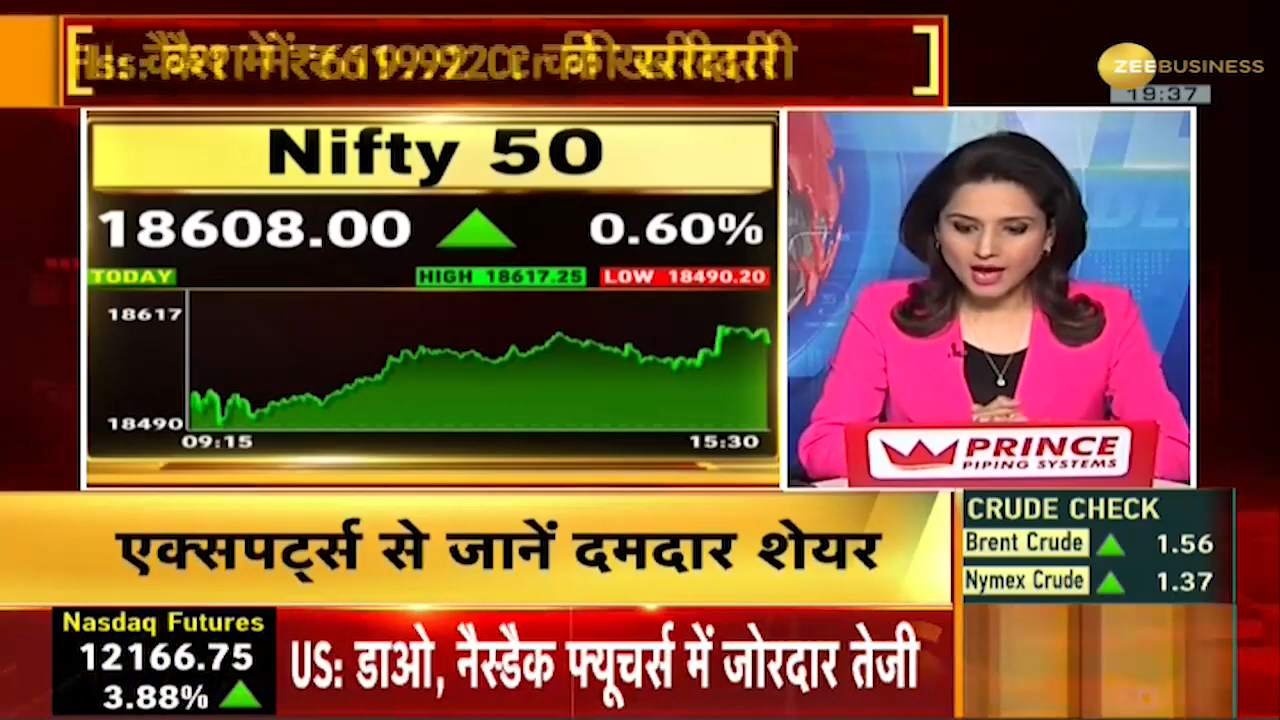 ZEEBUSINESS
19:37
Nifty 50
18608.00
0.60%
TODAY
HIGH 18617.25
LOW 18490.20
18617
18490
09:15
15:30
PRINCE
PIPING SYSTEMS
एक्सपर्ट्स से जानें दमदार शेयर
CRUDE CHECK
Brent Crude 1.56
Nymex Crude 1.37
Nasdaq Futures
12166.75
3.88%
US: डाओ, नैस्डैक फ्यूचर्स में जोरदार तेजी